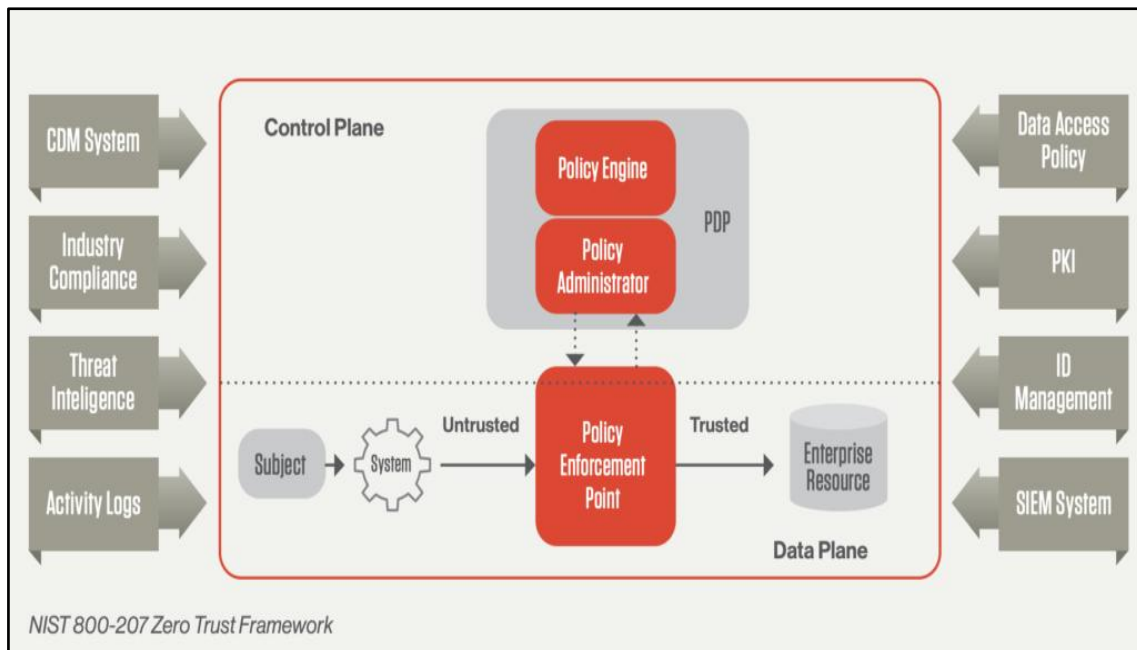 CDM System
Industry
Compliance
Threat
Inteligence
Activity Logs
Control Plane
Policy Engine
Policy
Administrator
PDP
Subject
System
Untrusted
Policy
Enforcement
Point
Trusted
Enterprise
Resource
Data Plane
Data Access
Policy
PKI
ID
Management
SIEM System
NIST 800-207 Zero Trust Framework